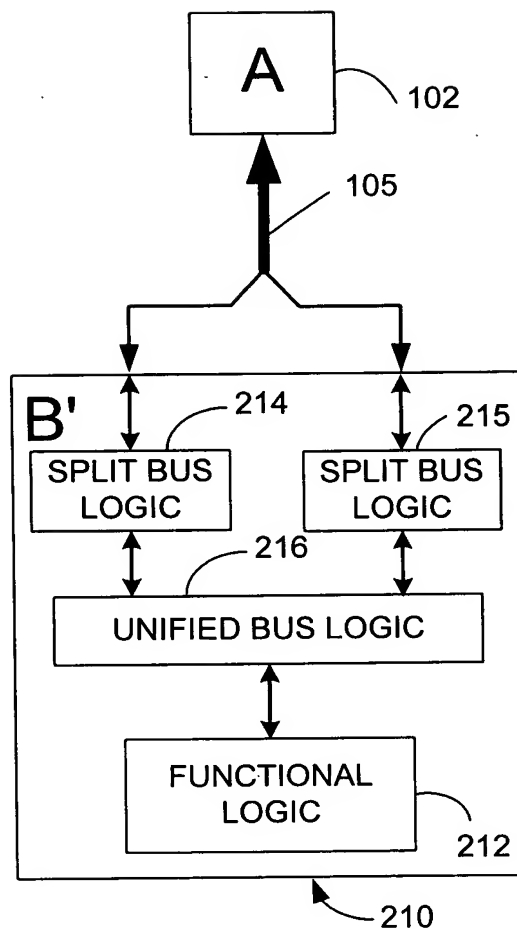 A
102
105
B'
214
215
SPLIT BUS
LOGIC
SPLIT BUS
LOGIC
216
UNIFIED BUS LOGIC
FUNCTIONAL
LOGIC
212
210